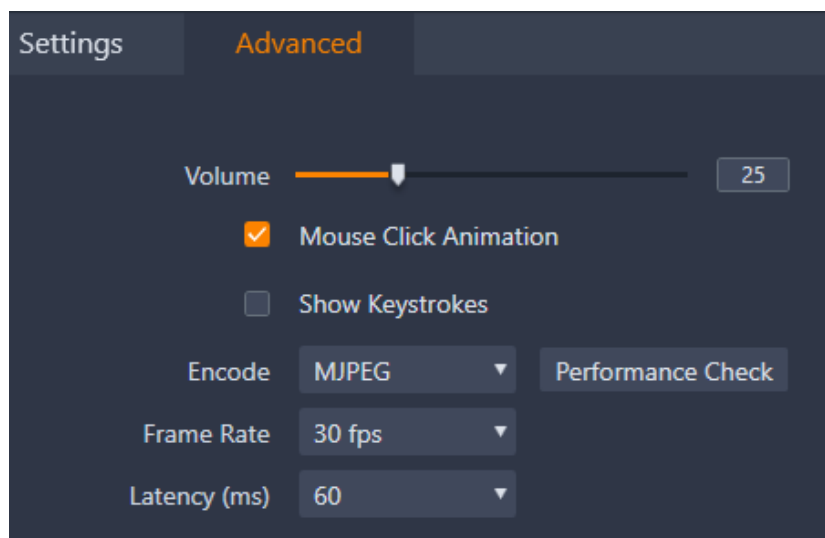 Settings Advanced
Volume 25
Mouse Click Animation
Show Keystrokes
Encode MJPEG Performance Check
Frame Rate 30 fps
Latency (ms) 60